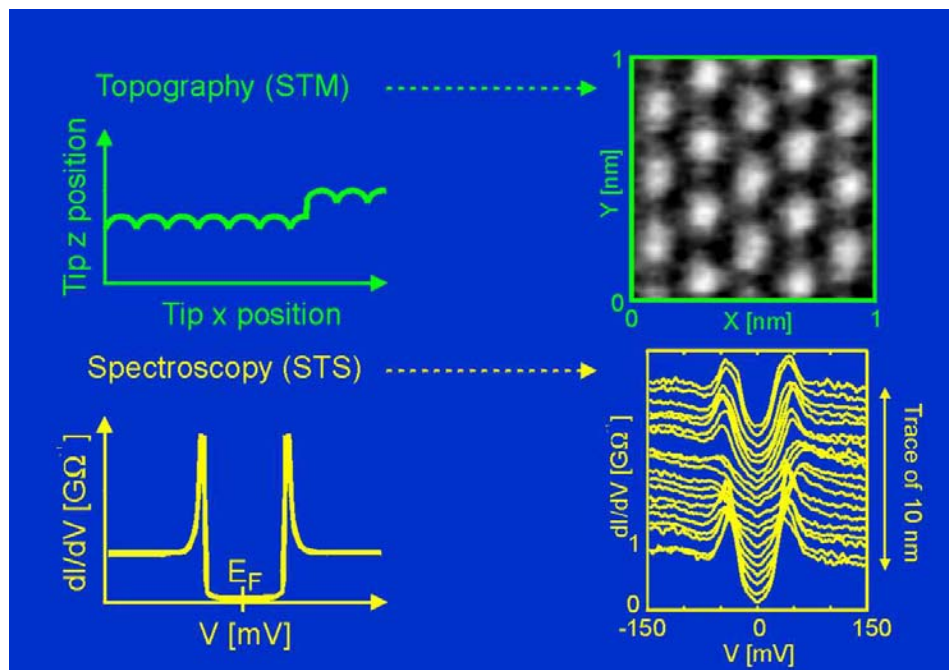 Topography (STM)
Tip z position
Tip x position
1
Y [nm]
0
0
X [nm]
1
Spectroscopy (STS)
dI/dV [GΩ⁻¹]
E_F
V [mV]
dI/dV [GΩ⁻¹]
1
0
-150
0
150
V [mV]
Trace of 10 nm